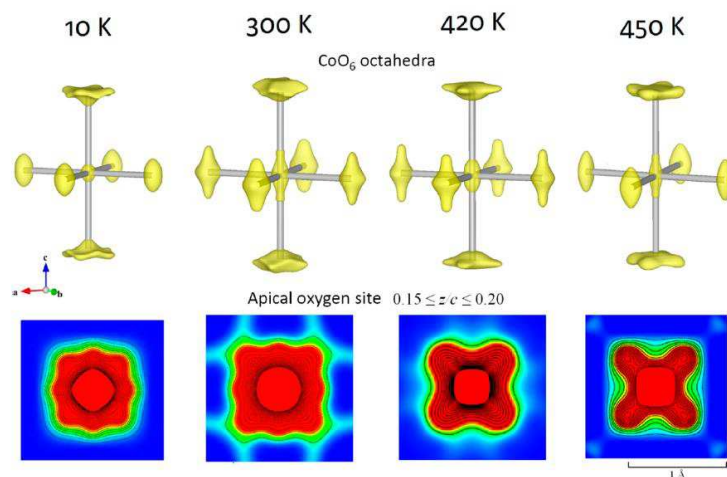 10 K 300 K 420 K 450 K
CoO₆ octahedra
c
a b
Apical oxygen site 0.15 ≤ z/c ≤ 0.20
1 Å